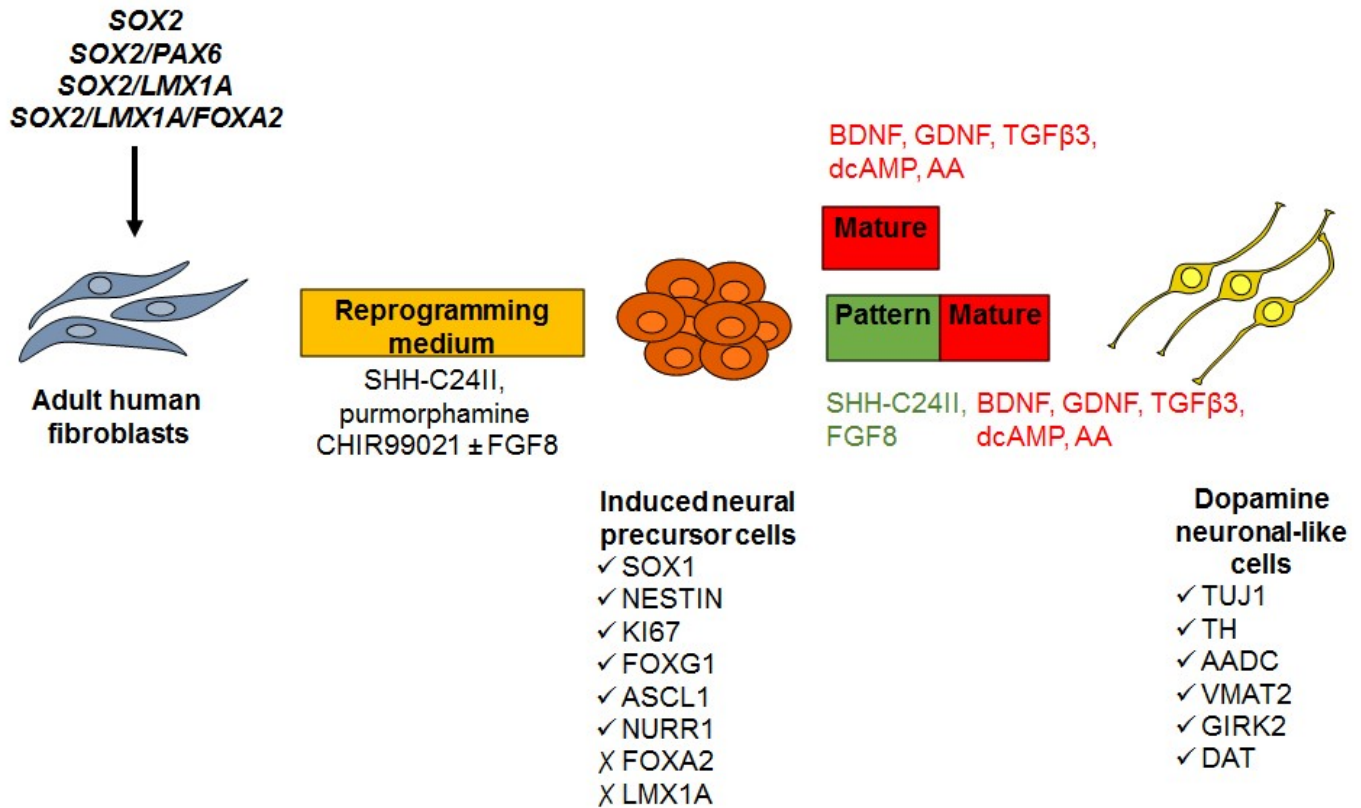 SOX2
SOX2/PAX6
SOX2/LMX1A
SOX2/LMX1A/FOXA2
Adult human
fibroblasts
Reprogramming
medium
SHH-C24II,
purmorphamine
CHIR99021 ± FGF8
Induced neural
precursor cells
✓ SOX1
✓ NESTIN
✓ KI67
✓ FOXG1
✓ ASCL1
✓ NURR1
✗ FOXA2
✗ LMX1A
BDNF, GDNF, TGFβ3,
dcAMP, AA
Mature
Pattern Mature
SHH-C24II, BDNF, GDNF, TGFβ3,
FGF8 dcAMP, AA
Dopamine
neuronal-like
cells
✓ TUJ1
✓ TH
✓ AADC
✓ VMAT2
✓ GIRK2
✓ DAT